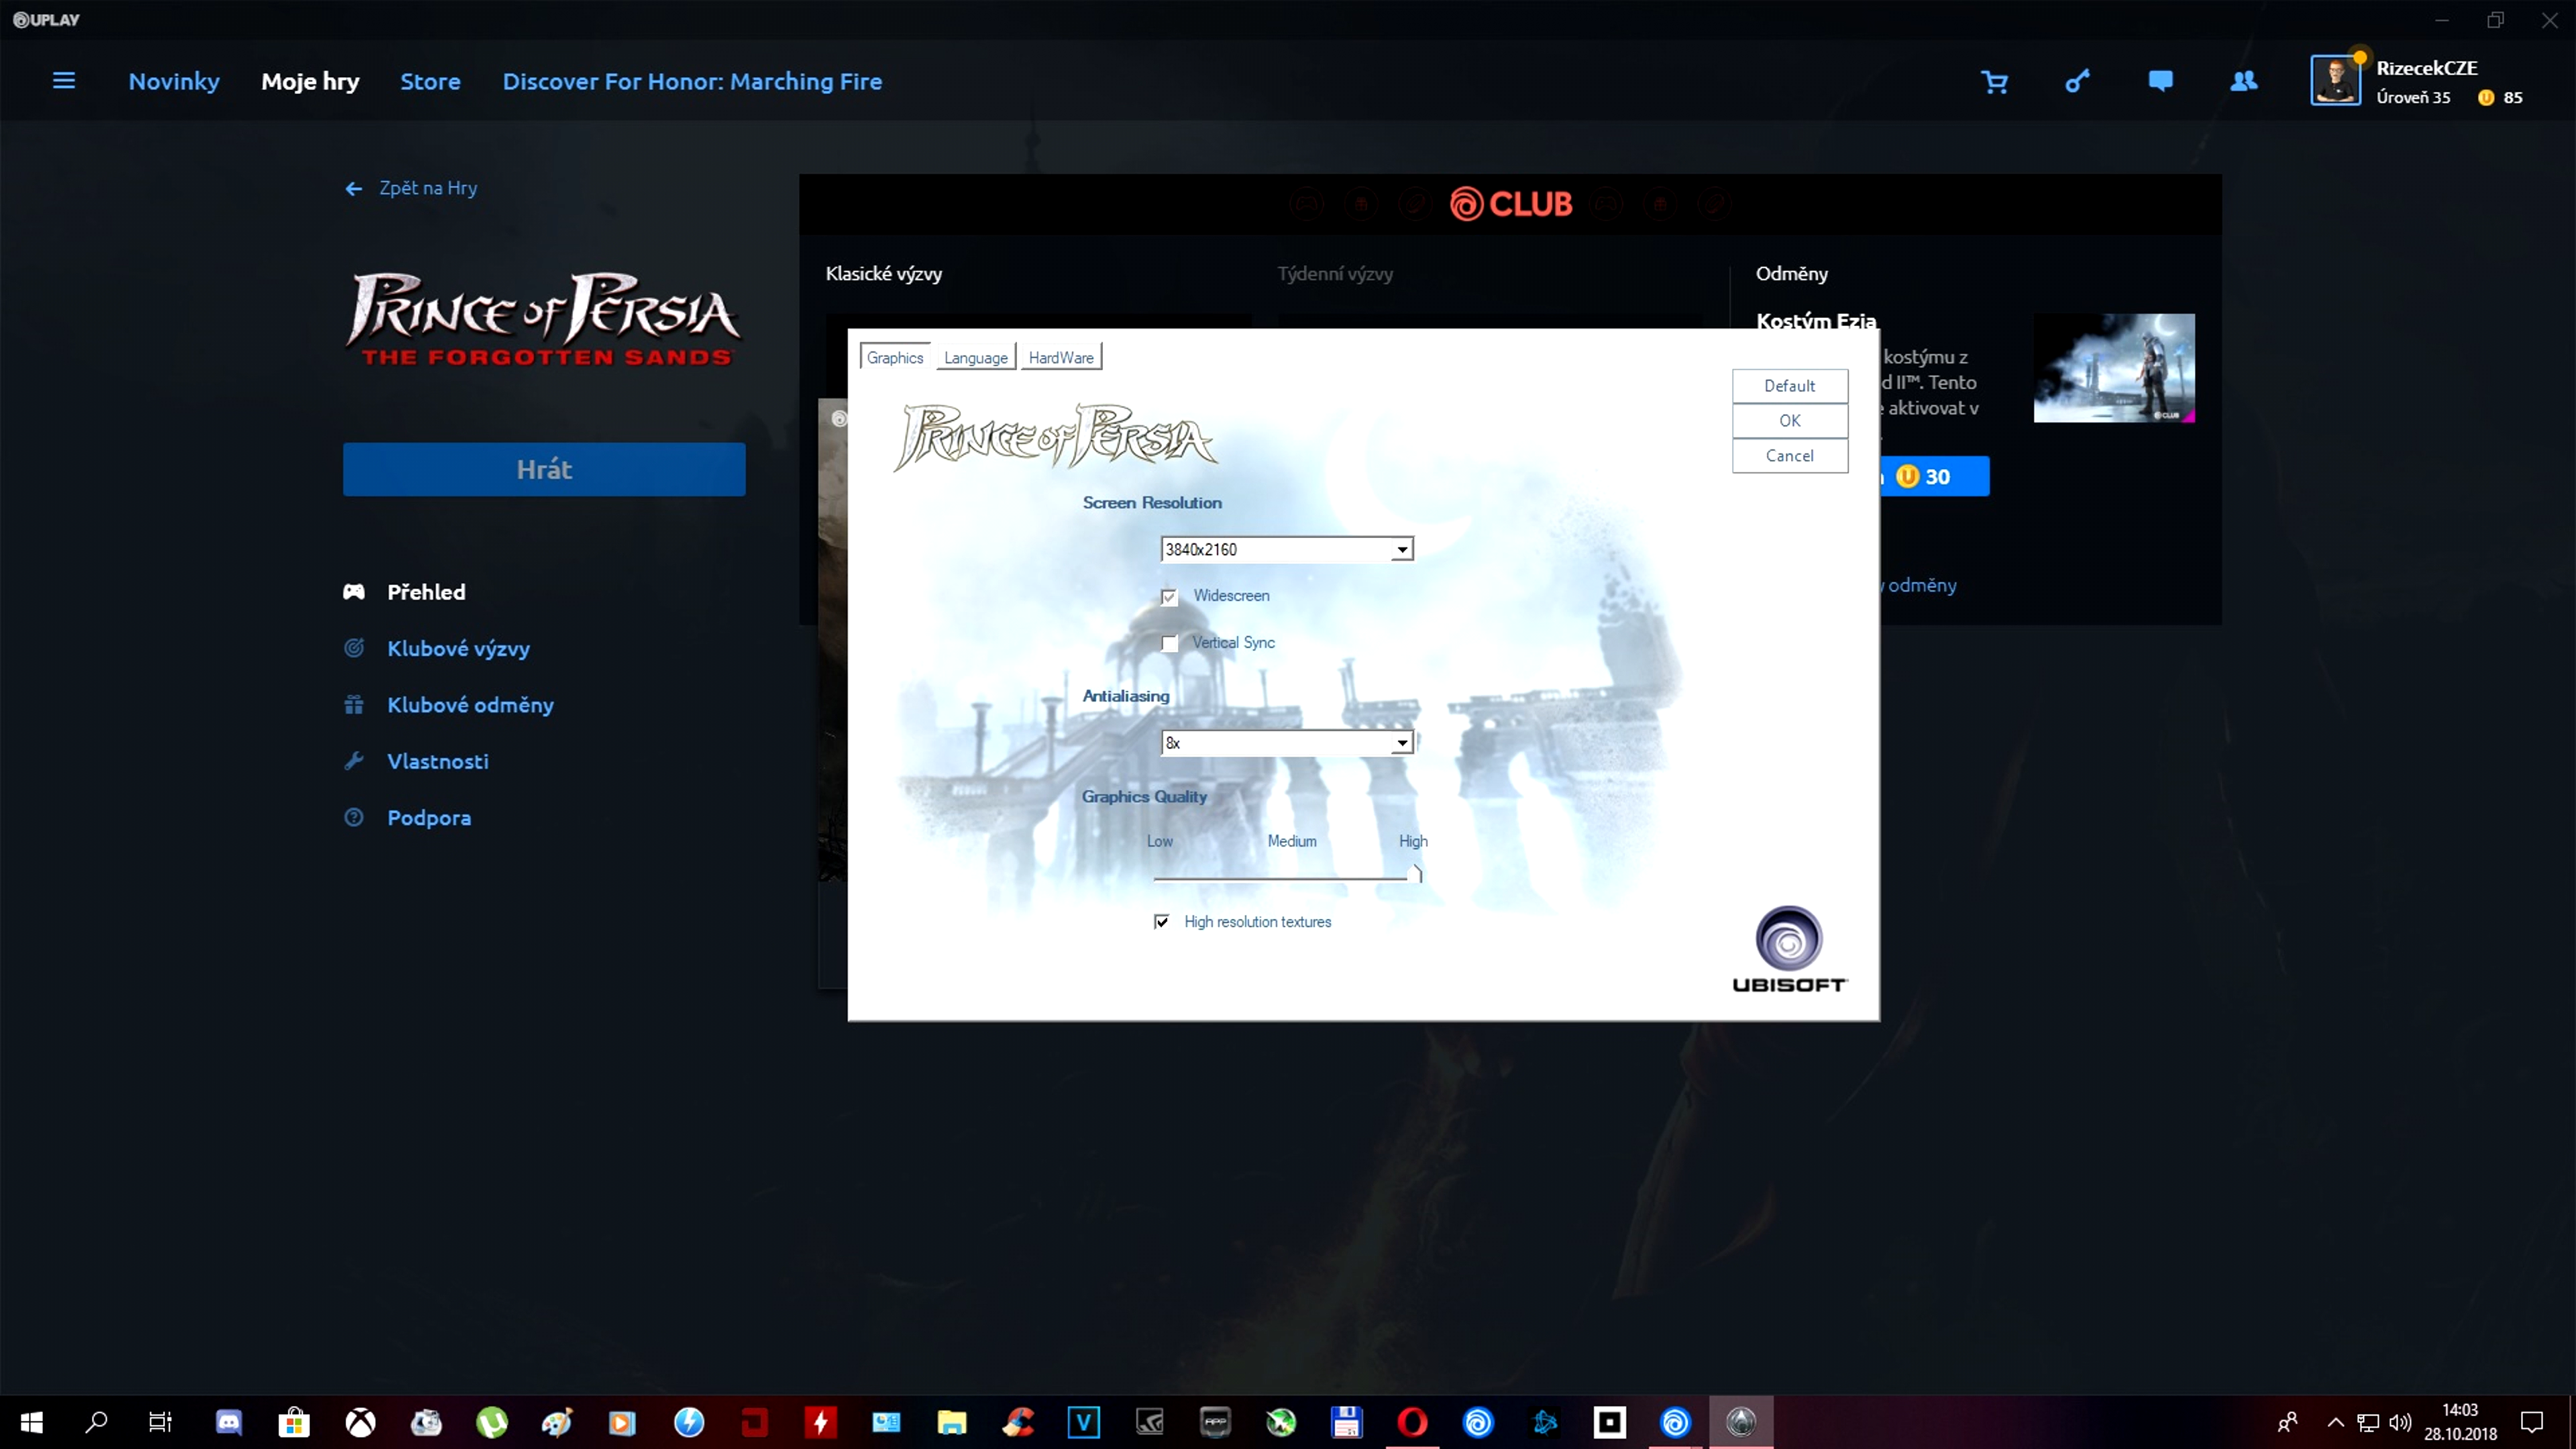 UPLAY
Novinky
Moje hry
Store
Discover For Honor: Marching Fire
RizecekCZE
Úroveň 35
85
Zpět na Hry
PRINCE OF PERSIA
THE FORGOTTEN SANDS
Hrát
Přehled
Klubové výzvy
Klubové odměny
Vlastnosti
Podpora
CLUB
Klasické výzvy
Týdenní výzvy
Odměny
Kostým Ezia
kostýmu z
d II™. Tento
aktivovat v
30
odměny
CLUB
Graphics
Language
HardWare
Default
OK
Cancel
PRINCE OF PERSIA
Screen Resolution
3840x2160
Widescreen
Vertical Sync
Antialiasing
8x
Graphics Quality
Low
Medium
High
High resolution textures
UBISOFT
APP
V
14:03
28.10.2018